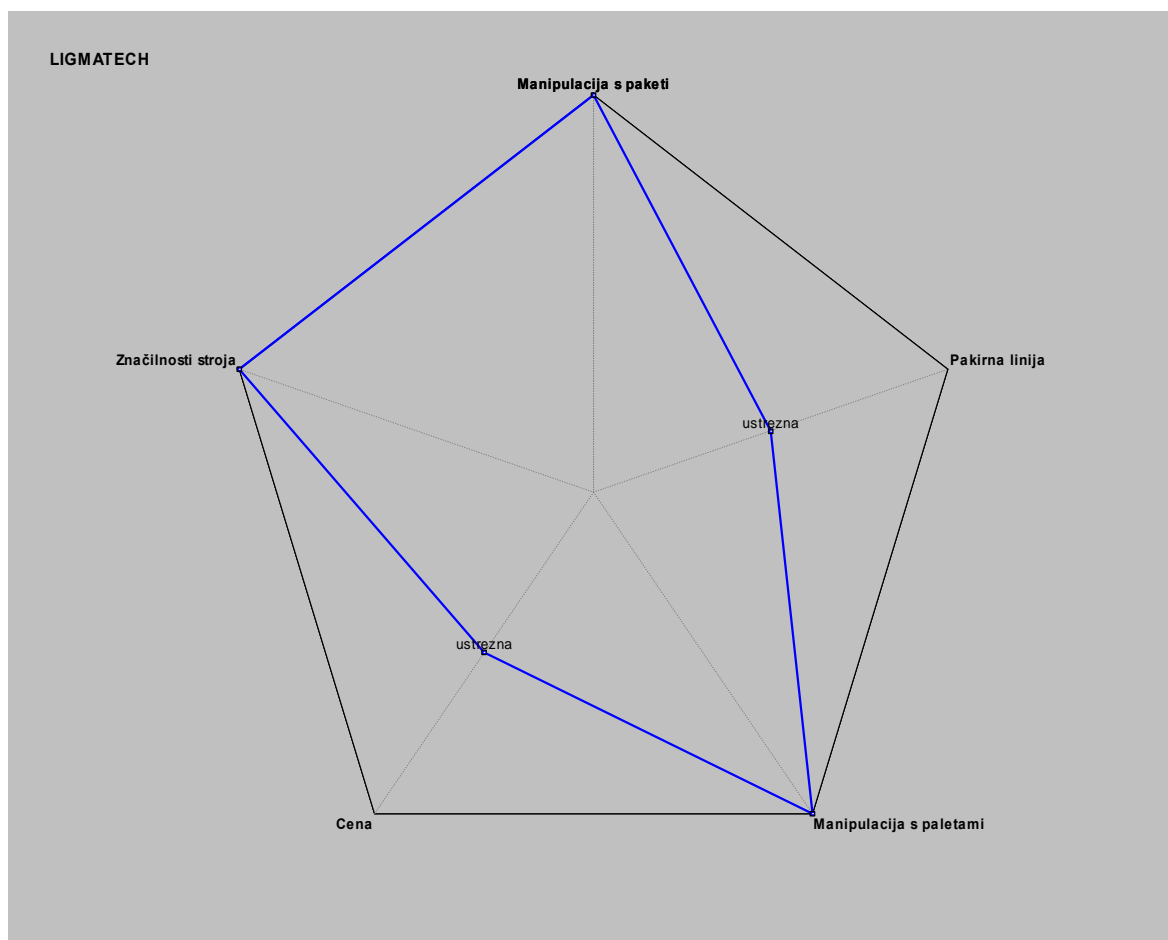 LIGMATECH
Manipulacija s paketi
Značilnosti stroja
Pakirna linija
ustrezna
ustrezna
Cena
Manipulacija s paletami